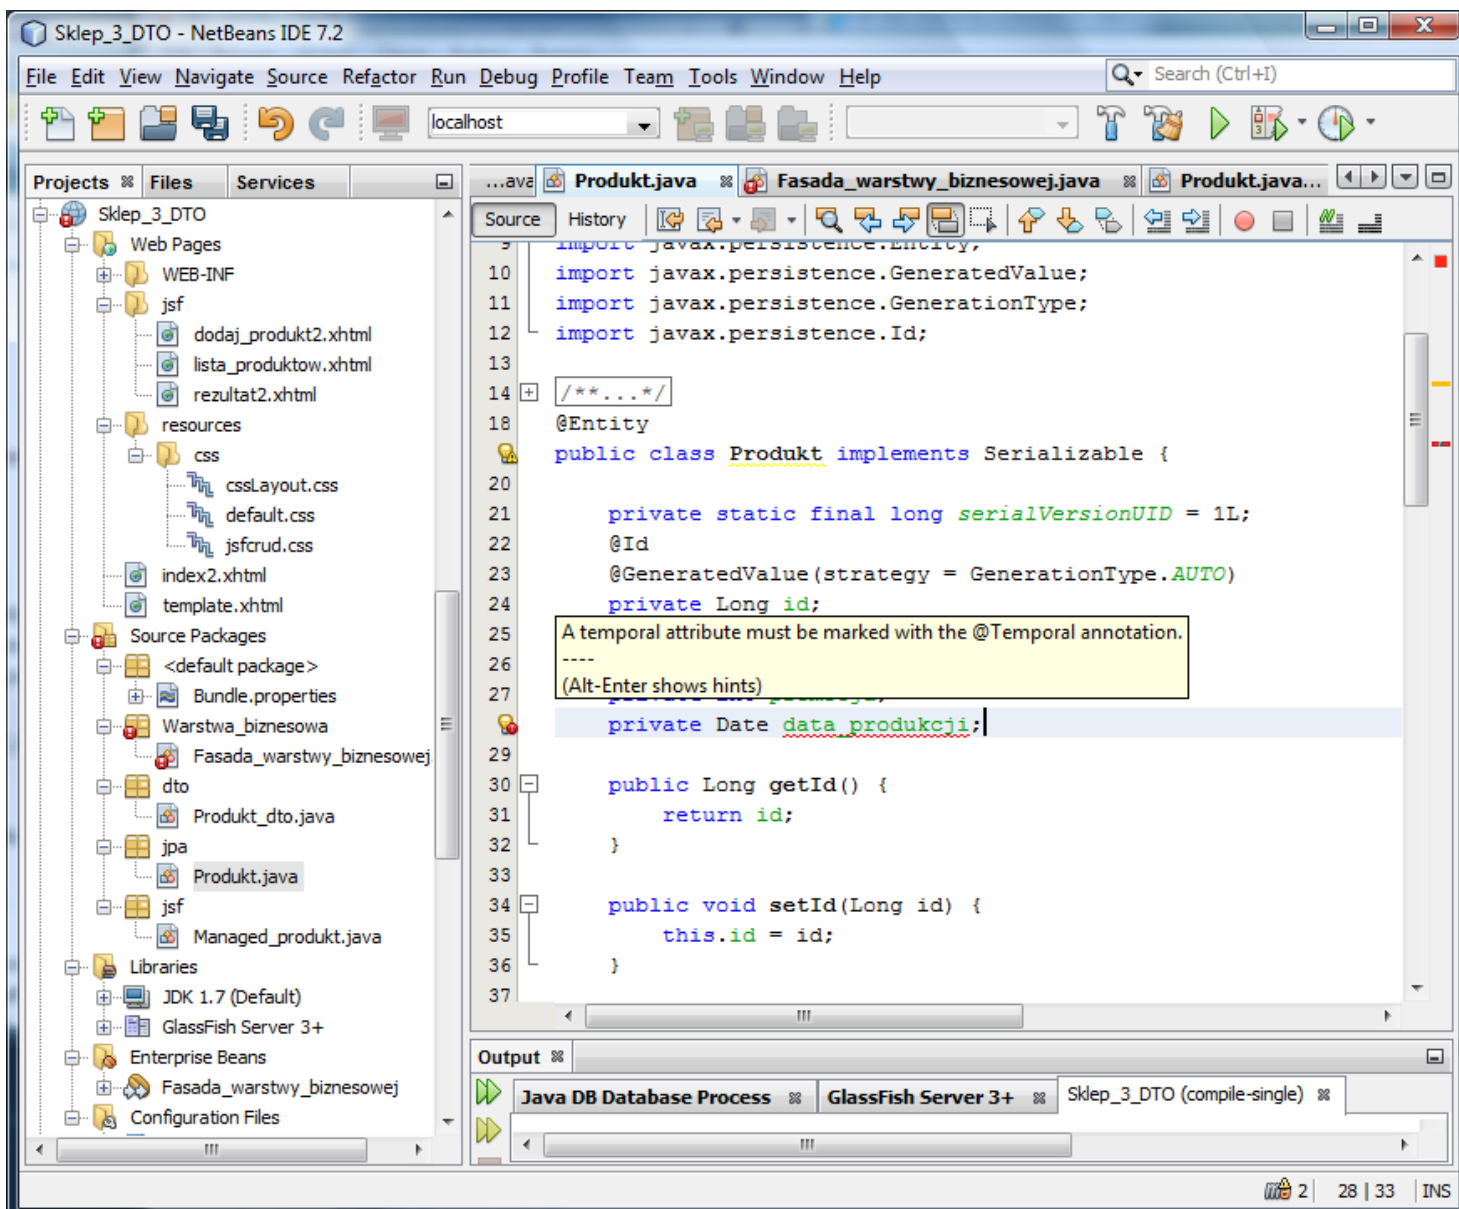 Sklep_3_DTO - NetBeans IDE 7.2
File Edit View Navigate Source Refactor Run Debug Profile Team Tools Window Help
Search (Ctrl+I)
localhost
Projects Files Services
Sklep_3_DTO
Web Pages
WEB-INF
jsf
dodaj_produkt2.xhtml
lista_produktow.xhtml
rezultat2.xhtml
resources
css
cssLayout.css
default.css
jsfcrud.css
index2.xhtml
template.xhtml
Source Packages
<default package>
Bundle.properties
Warstwa_biznesowa
Fasada_warstwy_biznesowej
dto
Produkt_dto.java
jpa
Produkt.java
jsf
Managed_produkt.java
Libraries
JDK 1.7 (Default)
GlassFish Server 3+
Enterprise Beans
Fasada_warstwy_biznesowej
Configuration Files
...ava Produkt.java Fasada_warstwy_biznesowej.java Produkt.java...
Source History
9 import javax.persistence.Entity;
10 import javax.persistence.GeneratedValue;
11 import javax.persistence.GenerationType;
12 import javax.persistence.Id;
13
14 /**...*/
18 @Entity
public class Produkt implements Serializable {
20
21 private static final long serialVersionUID = 1L;
22 @Id
23 @GeneratedValue(strategy = GenerationType.AUTO)
24 private Long id;
25 A temporal attribute must be marked with the @Temporal annotation.
26 ----
(Alt-Enter shows hints)
27
private Date data_produkcji;
29
30 public Long getId() {
31 return id;
32 }
33
34 public void setId(Long id) {
35 this.id = id;
36 }
37
Output
Java DB Database Process GlassFish Server 3+ Sklep_3_DTO (compile-single)
2 28 | 33 INS